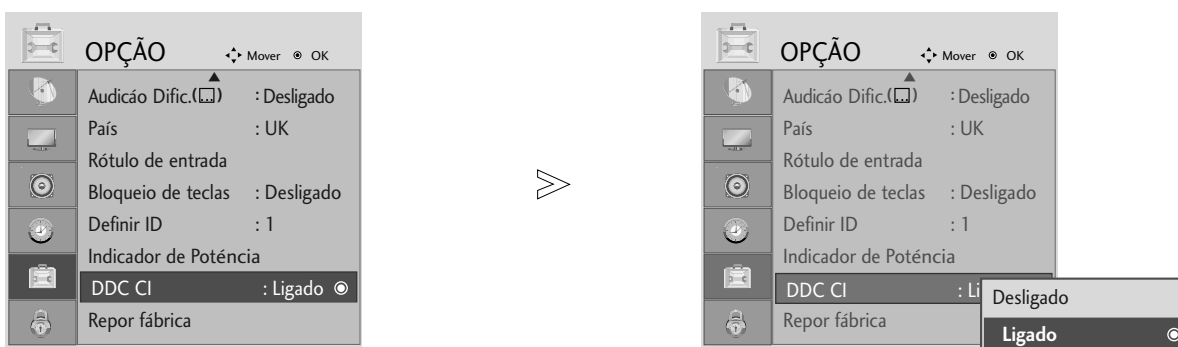 OPÇÃO Mover OK
Audicáo Dific.( ) : Desligado
País : UK
Rótulo de entrada
Bloqueio de teclas : Desligado
Definir ID : 1
Indicador de Poténcia
DDC CI : Ligado
Repor fábrica
OPÇÃO Mover OK
Audicáo Dific.( ) : Desligado
País : UK
Rótulo de entrada
Bloqueio de teclas : Desligado
Definir ID : 1
Indicador de Poténcia
DDC CI : Li
Repor fábrica
Desligado
Ligado